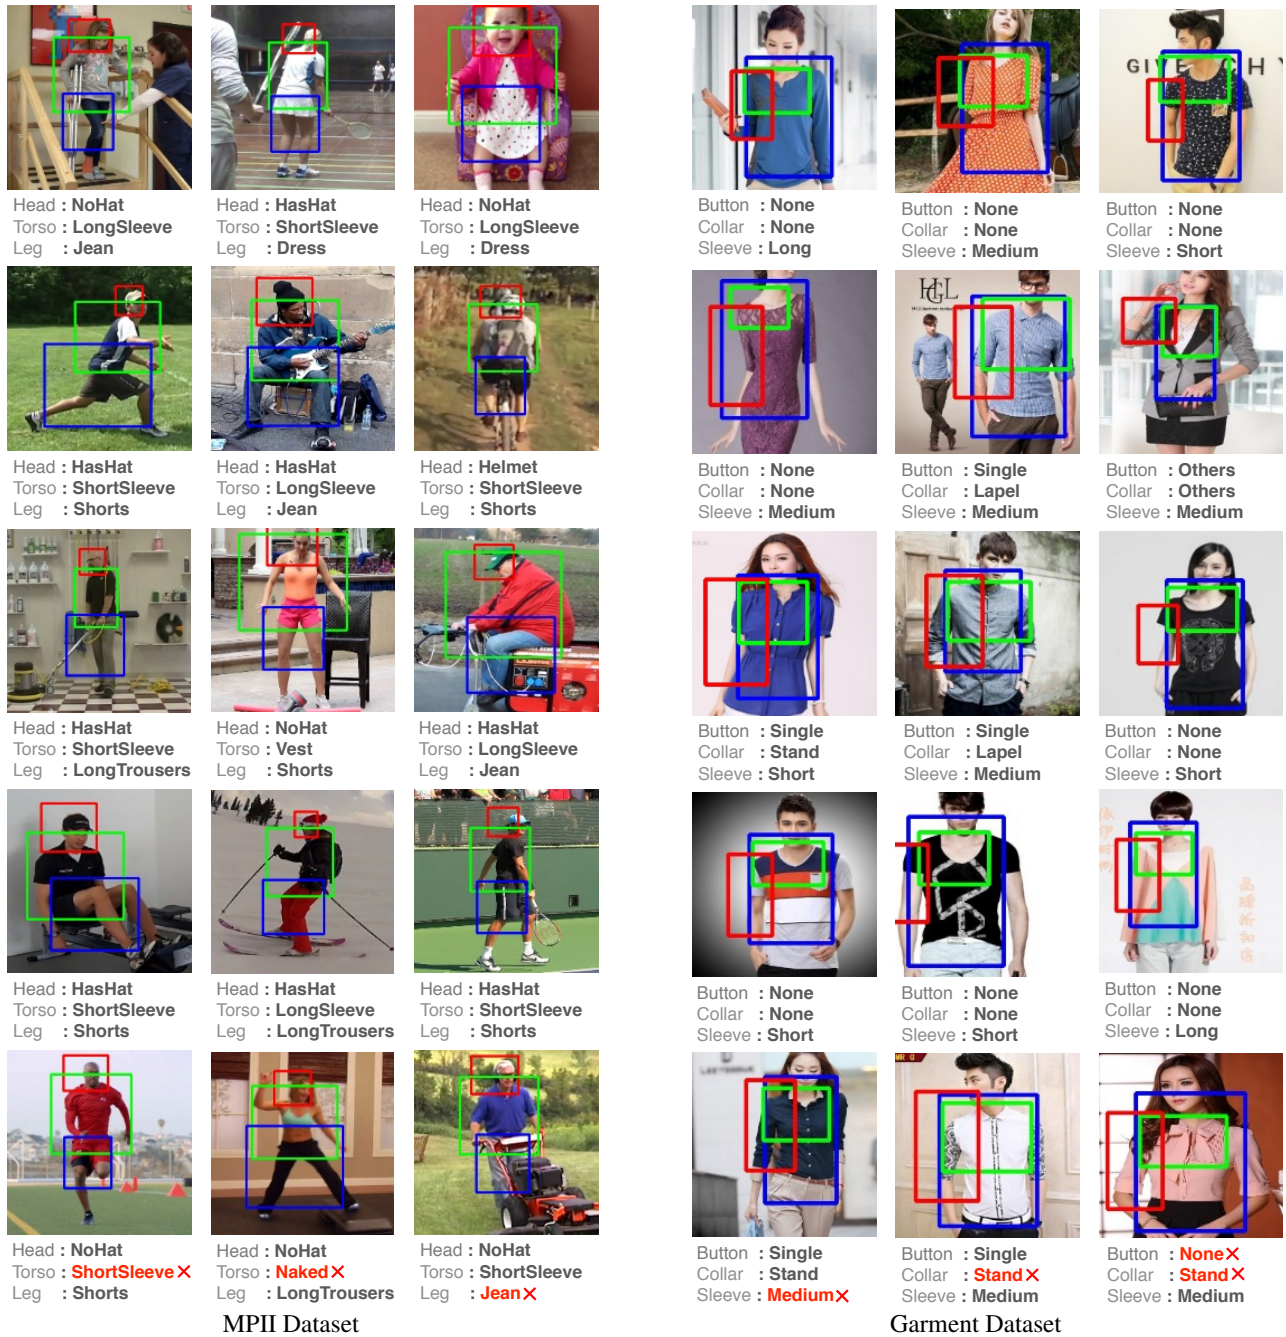 GIVE CHY
Head : NoHat
Torso : LongSleeve
Leg : Jean
Head : HasHat
Torso : ShortSleeve
Leg : Dress
Head : NoHat
Torso : LongSleeve
Leg : Dress
Button : None
Collar : None
Sleeve : Long
Button : None
Collar : None
Sleeve : Medium
Button : None
Collar : None
Sleeve : Short
HGL
Head : HasHat
Torso : ShortSleeve
Leg : Shorts
Head : HasHat
Torso : LongSleeve
Leg : Jean
Head : Helmet
Torso : ShortSleeve
Leg : Shorts
Button : None
Collar : None
Sleeve : Medium
Button : Single
Collar : Lapel
Sleeve : Medium
Button : Others
Collar : Others
Sleeve : Medium
Head : HasHat
Torso : ShortSleeve
Leg : LongTrousers
Head : NoHat
Torso : Vest
Leg : Shorts
Head : HasHat
Torso : LongSleeve
Leg : Jean
Button : Single
Collar : Stand
Sleeve : Short
Button : Single
Collar : Lapel
Sleeve : Medium
Button : None
Collar : None
Sleeve : Short
Head : HasHat
Torso : ShortSleeve
Leg : Shorts
Head : HasHat
Torso : LongSleeve
Leg : LongTrousers
Head : HasHat
Torso : ShortSleeve
Leg : Shorts
Button : None
Collar : None
Sleeve : Short
Button : None
Collar : None
Sleeve : Short
Button : None
Collar : None
Sleeve : Long
MR G
Head : NoHat
Torso : ShortSleeve ×
Leg : Shorts
Head : NoHat
Torso : Naked ×
Leg : LongTrousers
Head : NoHat
Torso : ShortSleeve
Leg : Jean ×
Button : Single
Collar : Stand
Sleeve : Medium ×
Button : Single
Collar : Stand ×
Sleeve : Medium
Button : None ×
Collar : Stand ×
Sleeve : Medium
MPII Dataset
Garment Dataset